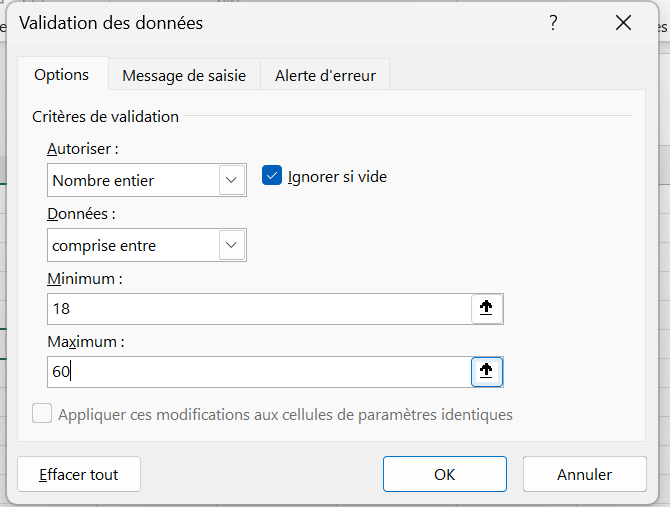 Validation des données
?
Options
Message de saisie
Alerte d'erreur
Critères de validation
Autoriser :
Nombre entier
Ignorer si vide
Données :
comprise entre
Minimum :
18
Maximum :
60
Appliquer ces modifications aux cellules de paramètres identiques
Effacer tout
OK
Annuler